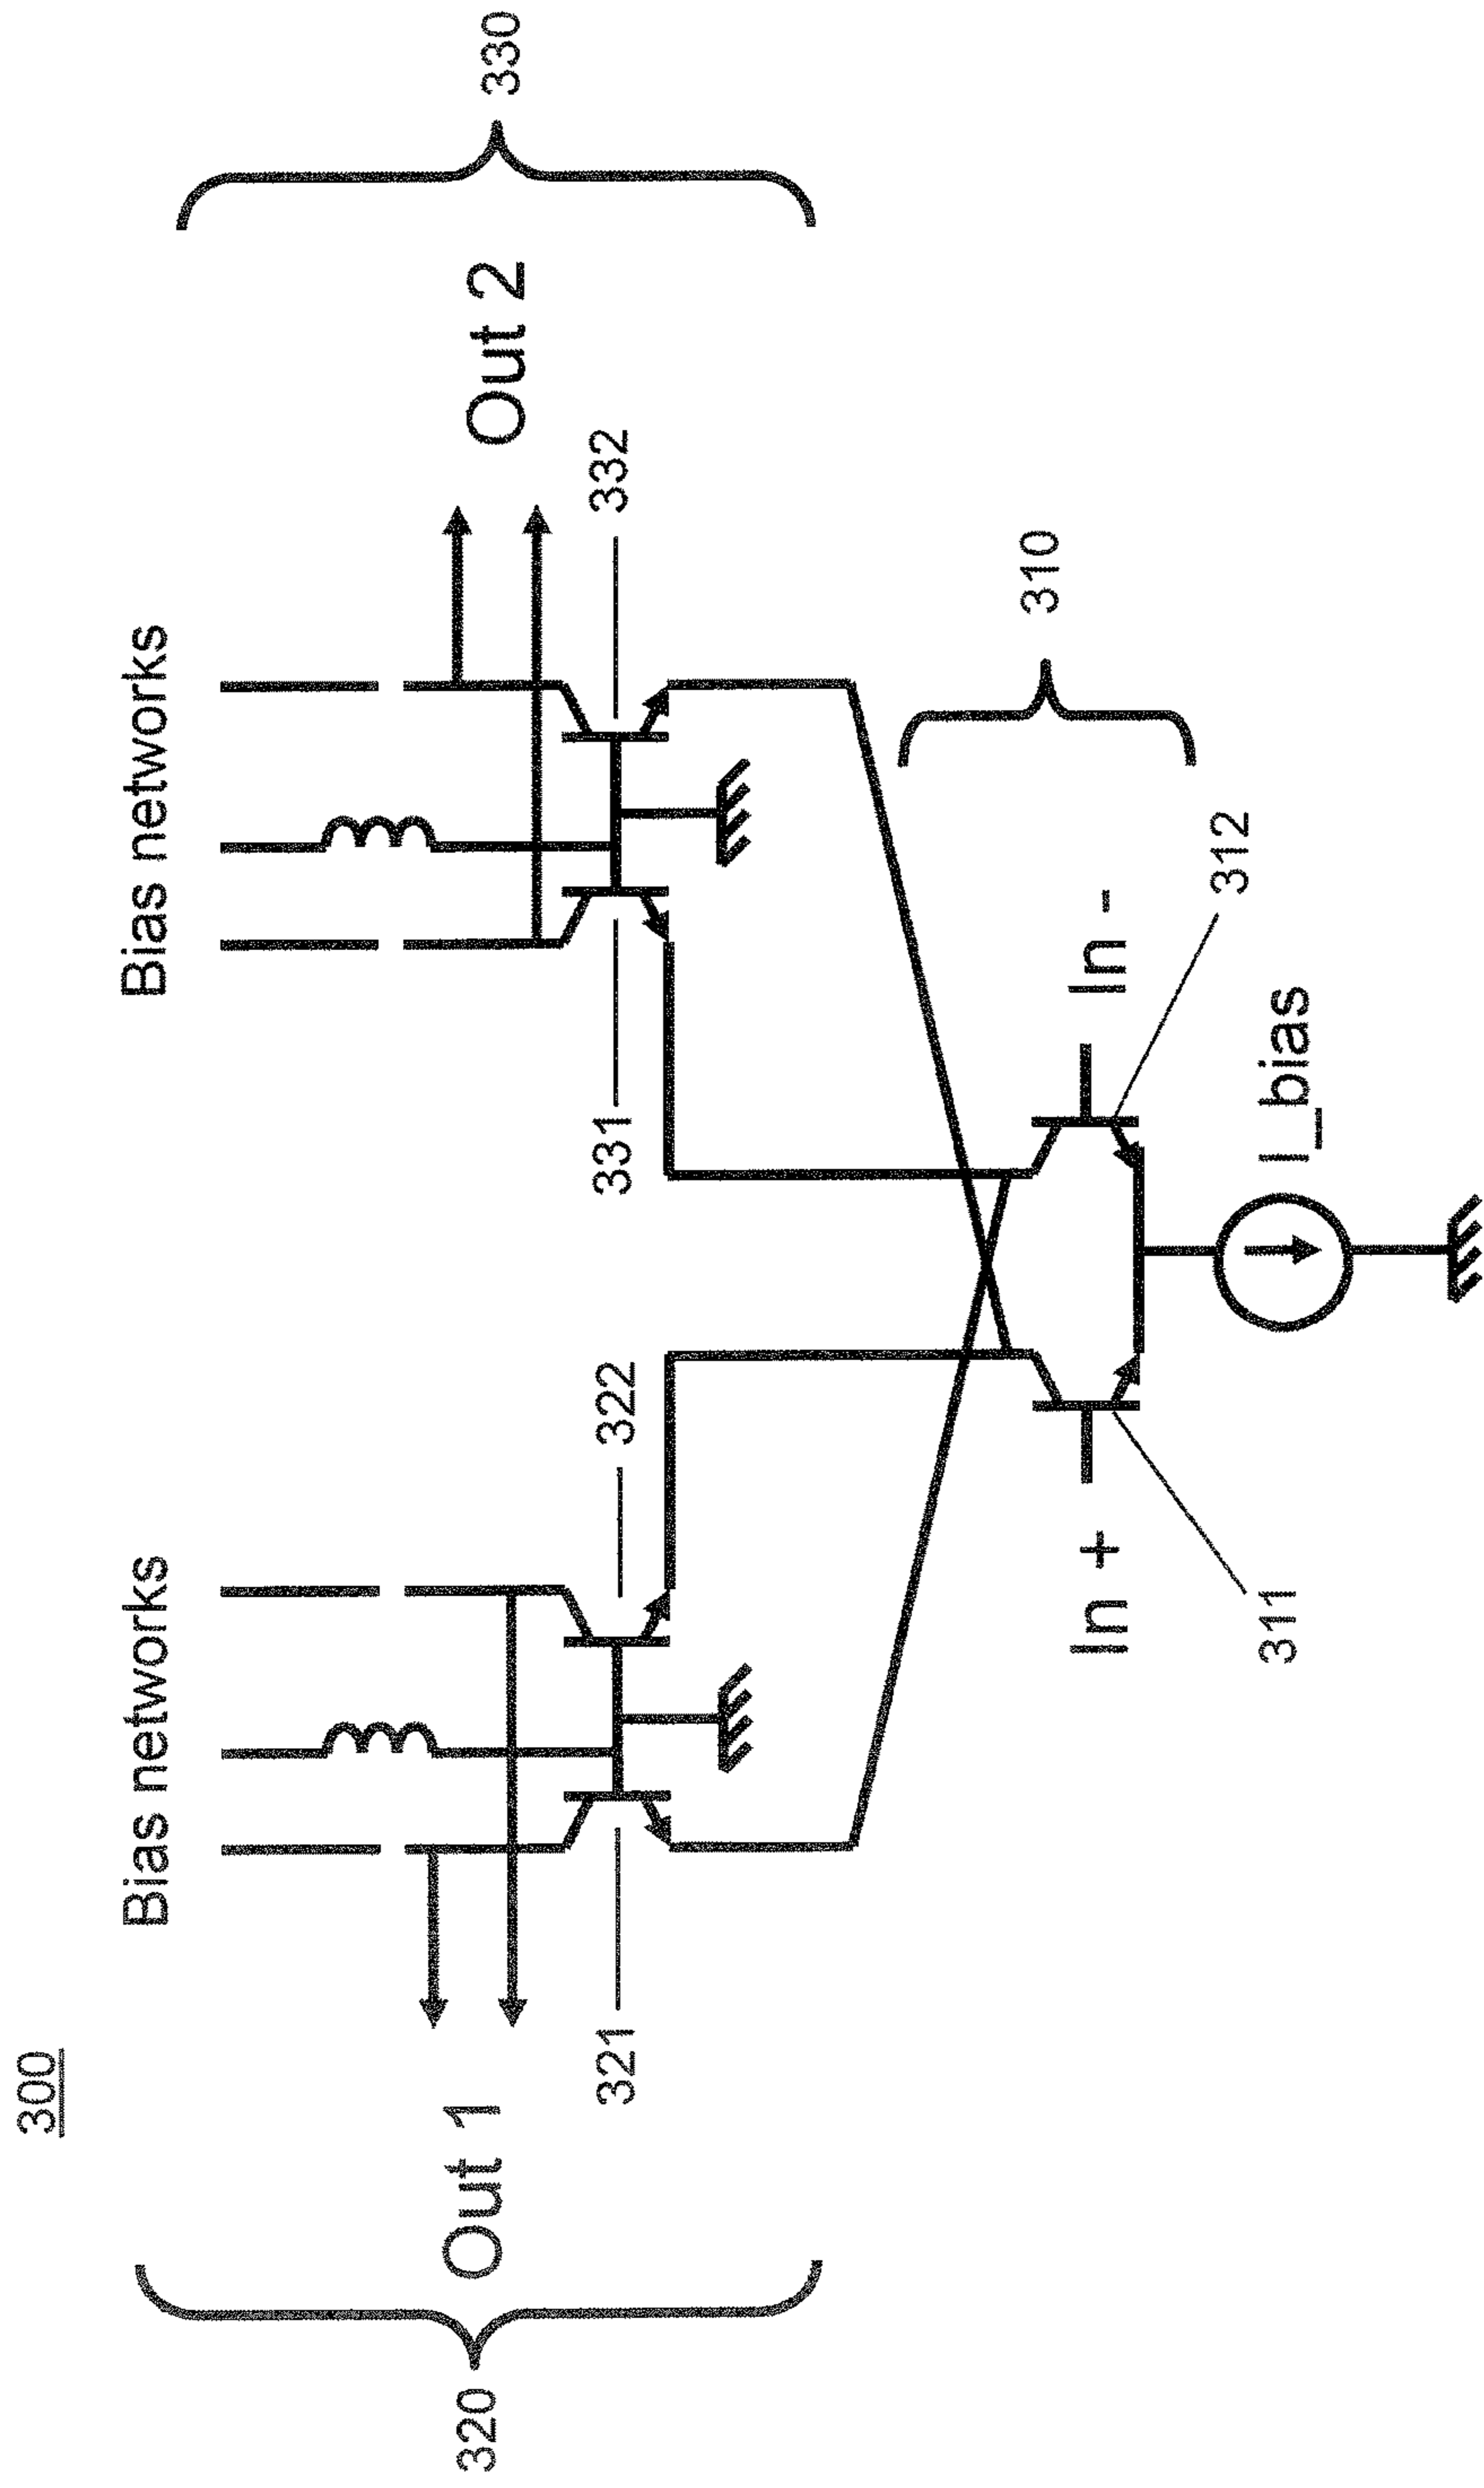 300
Bias networks
Bias networks
320
Out 1
Out 2
330
321
322
331
332
310
In +
In -
311
312
I_bias